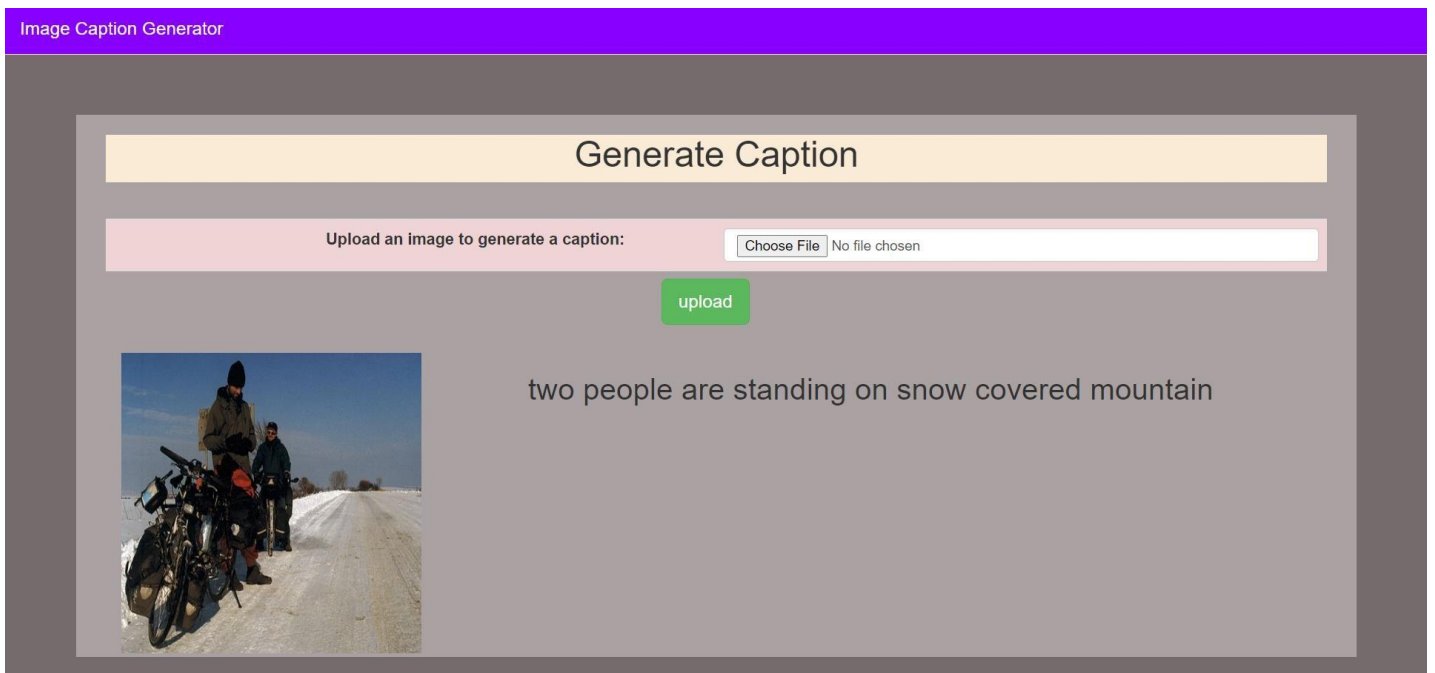 Image Caption Generator
Generate Caption
Upload an image to generate a caption:
Choose File No file chosen
upload
two people are standing on snow covered mountain